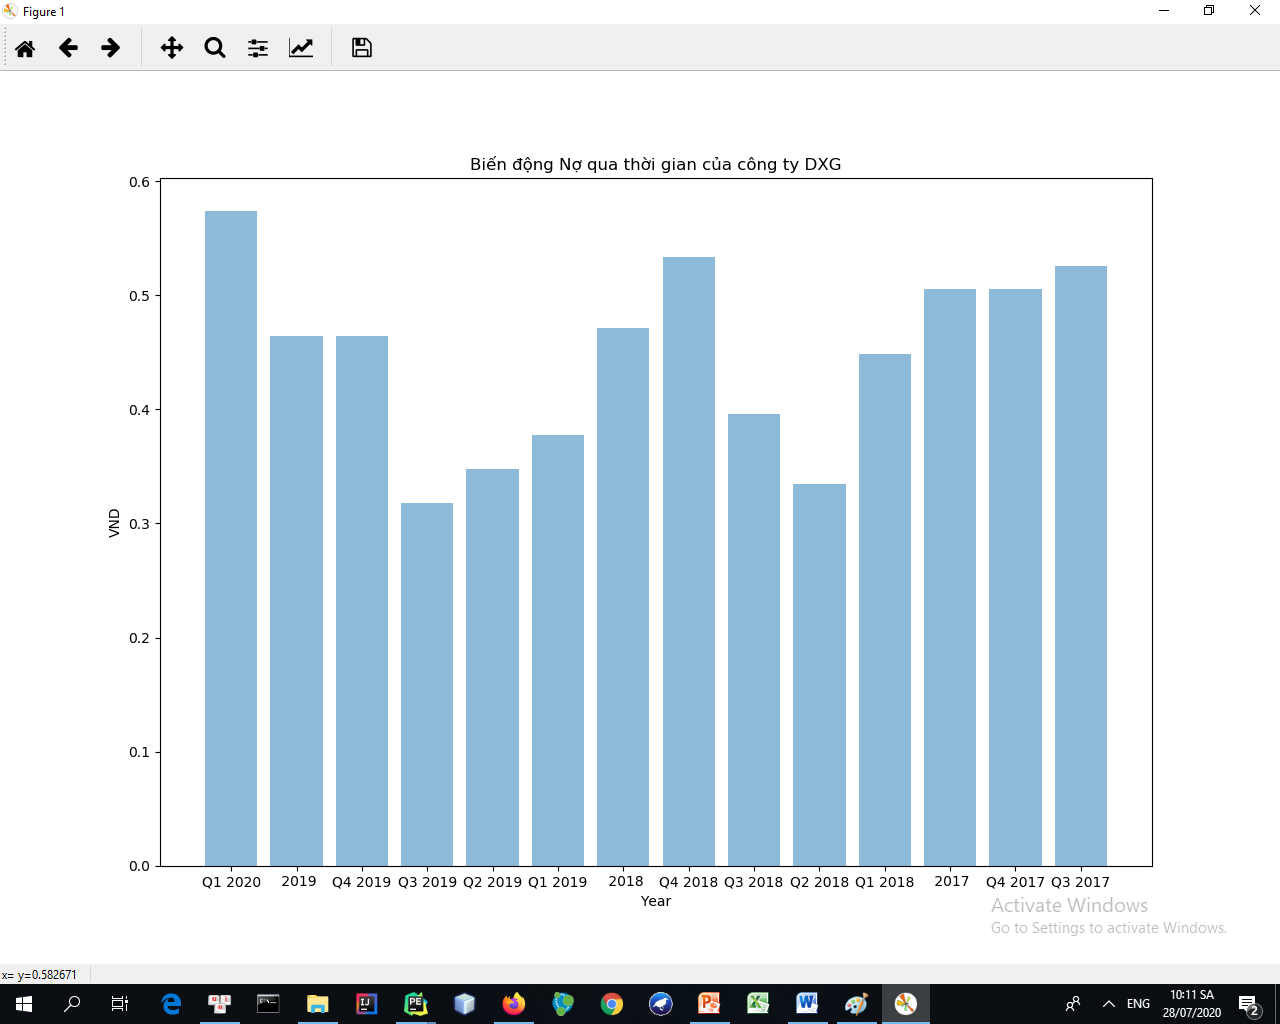 Figure 1
Biến động Nợ qua thời gian của công ty DXG
0.6
0.5
0.4
0.3
0.2
0.1
0.0
VND
Q1 2020 2019 Q4 2019 Q3 2019 Q2 2019 Q1 2019 2018 Q4 2018 Q3 2018 Q2 2018 Q1 2018 2017 Q4 2017 Q3 2017
Year
Activate Windows
Go to Settings to activate Windows.
x= y=0.582671
ENG
10:11 SA
28/07/2020
2